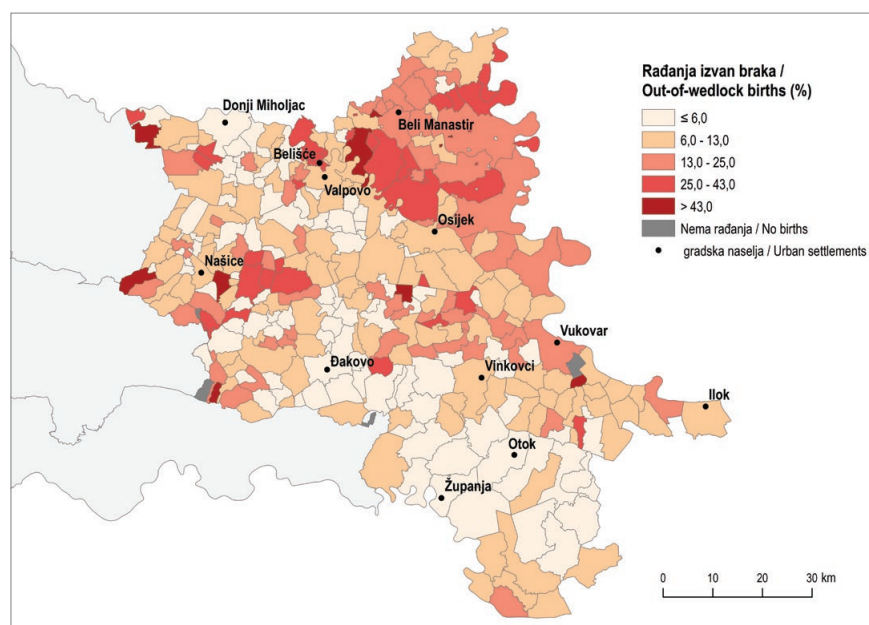 Rađanja izvan braka /
Out-of-wedlock births (%)
≤ 6,0
6,0 - 13,0
13,0 - 25,0
25,0 - 43,0
> 43,0
Nema rađanja / No births
gradska naselja / Urban settlements
Donji Miholjac
Beli Manastir
Belišće
Valpovo
Osijek
Našice
Vukovar
Đakovo
Vinkovci
Ilok
Otok
Županja
0 10 20 30 km